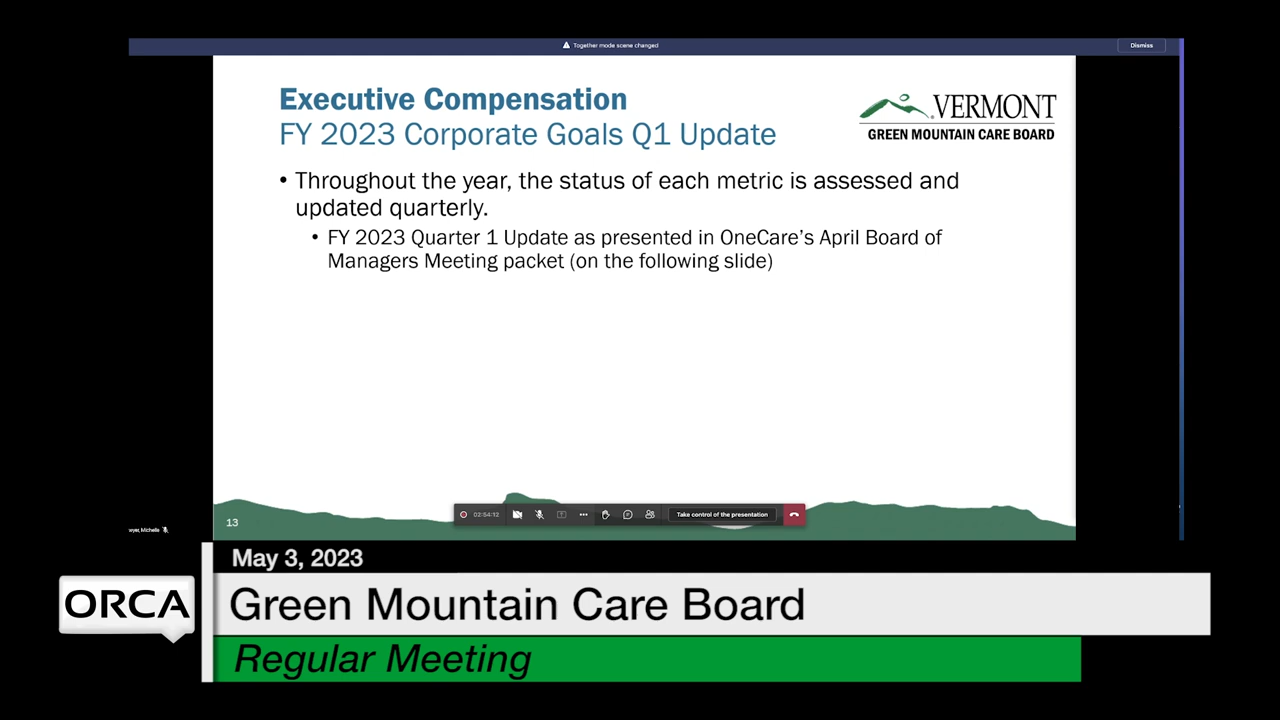 Together mode scene changed
Dismiss
Executive Compensation
FY 2023 Corporate Goals Q1 Update
VERMONT
GREEN MOUNTAIN CARE BOARD
• Throughout the year, the status of each metric is assessed and
updated quarterly.
• FY 2023 Quarter 1 Update as presented in OneCare's April Board of
Managers Meeting packet (on the following slide)
13
02:54:12
Take control of the presentation
Michelle
May 3, 2023
ORCA
Green Mountain Care Board
Regular Meeting